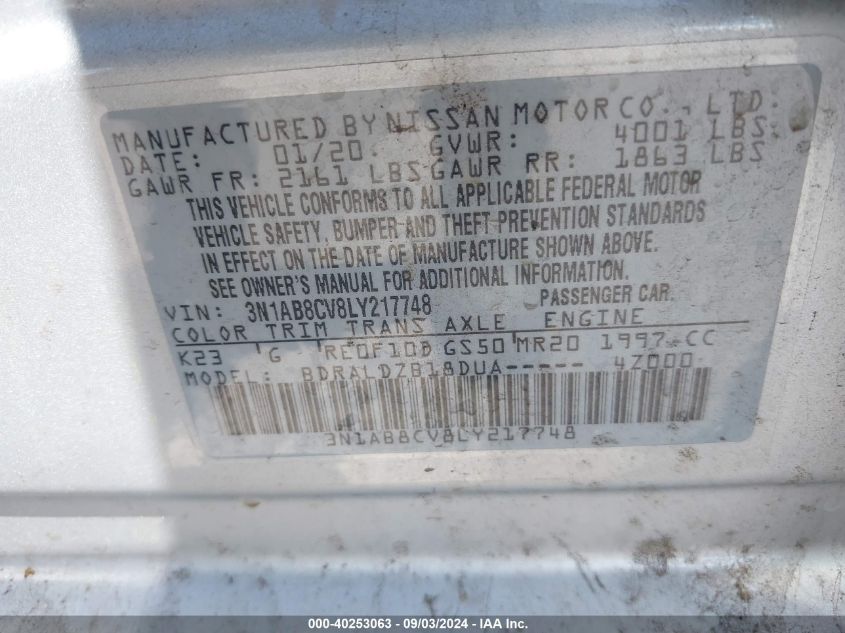 MANUFACTURED BY NISSAN MOTOR CO., LTD.
DATE: 01/20 GVWR: 4001 LBS
GAWR FR: 2161 LBS GAWR RR: 1863 LBS
THIS VEHICLE CONFORMS TO ALL APPLICABLE FEDERAL MOTOR
VEHICLE SAFETY, BUMPER AND THEFT PREVENTION STANDARDS
IN EFFECT ON THE DATE OF MANUFACTURE SHOWN ABOVE.
SEE OWNER'S MANUAL FOR ADDITIONAL INFORMATION.
VIN: 3N1AB8CV8LY217748 PASSENGER CAR
COLOR TRIM TRANS AXLE ENGINE
K23 G RE0F10D GS50 MR20 1997 CC
MODEL: BDRALDZB18DUA----- 4Z000
3N1AB8CV8LY217748
000-40253063 - 09/03/2024 - IAA Inc.